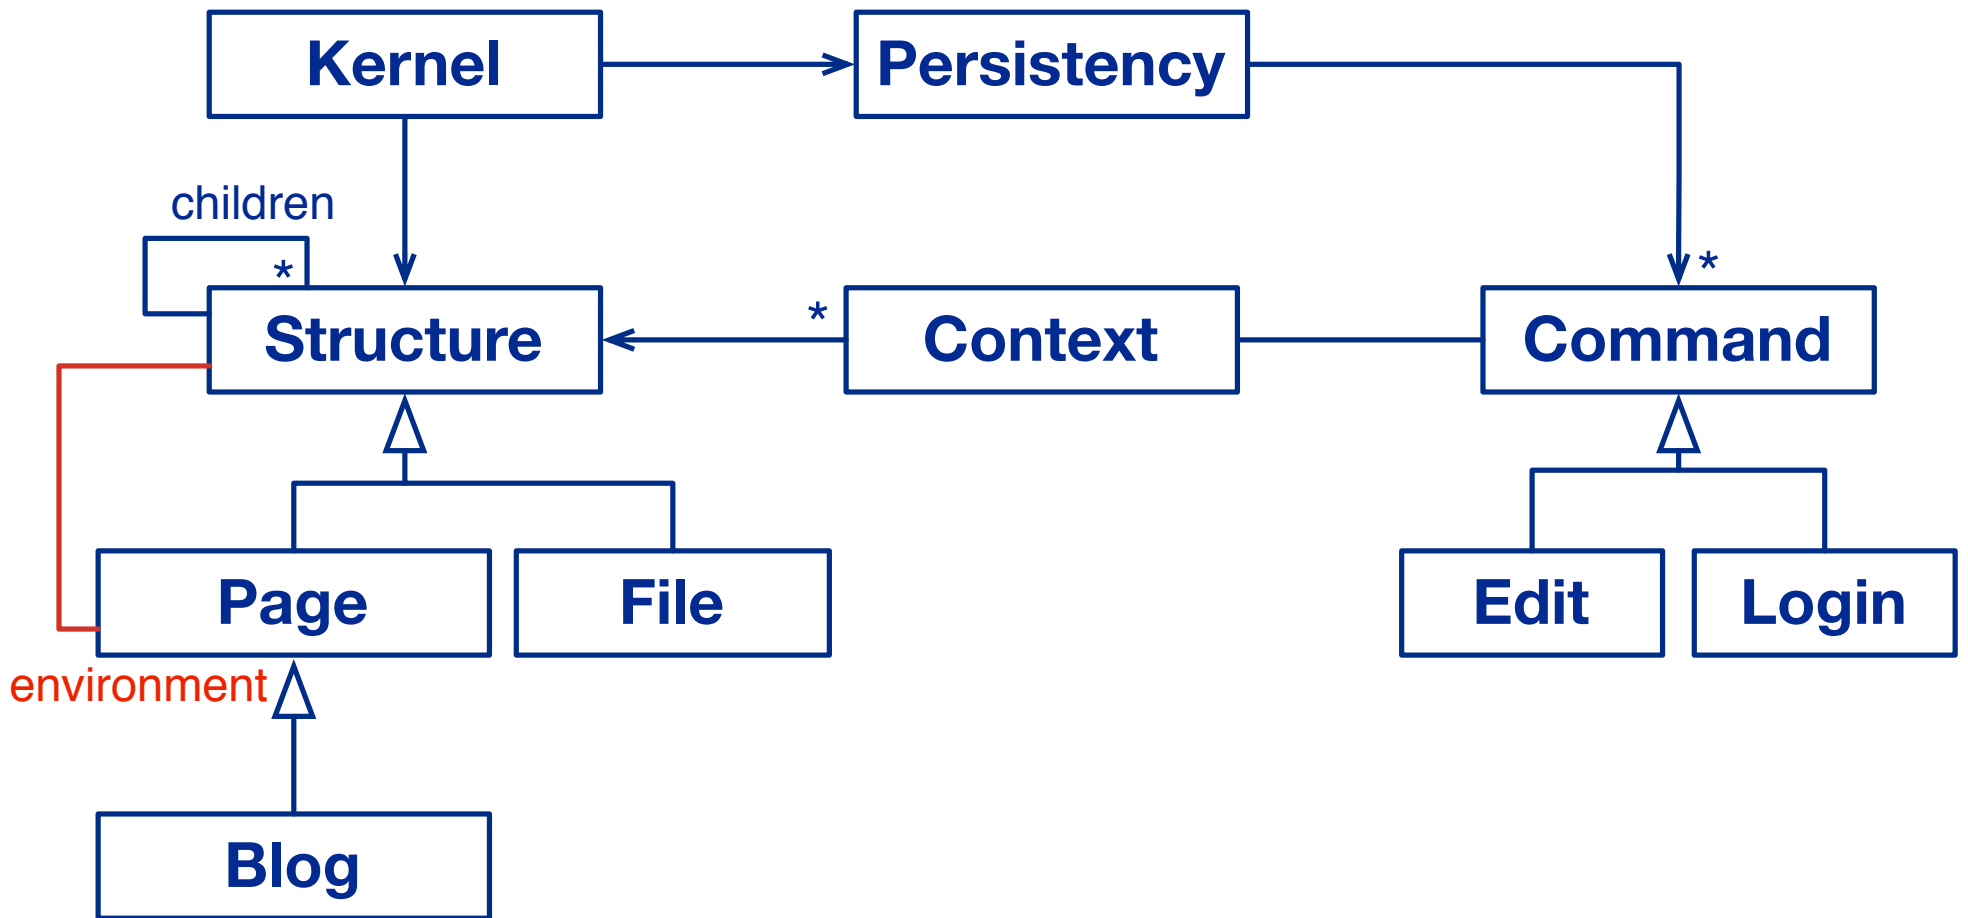 Kernel
Persistency
children
*
*
Structure
*
Context
Command
Page
File
Edit
Login
environment
Blog